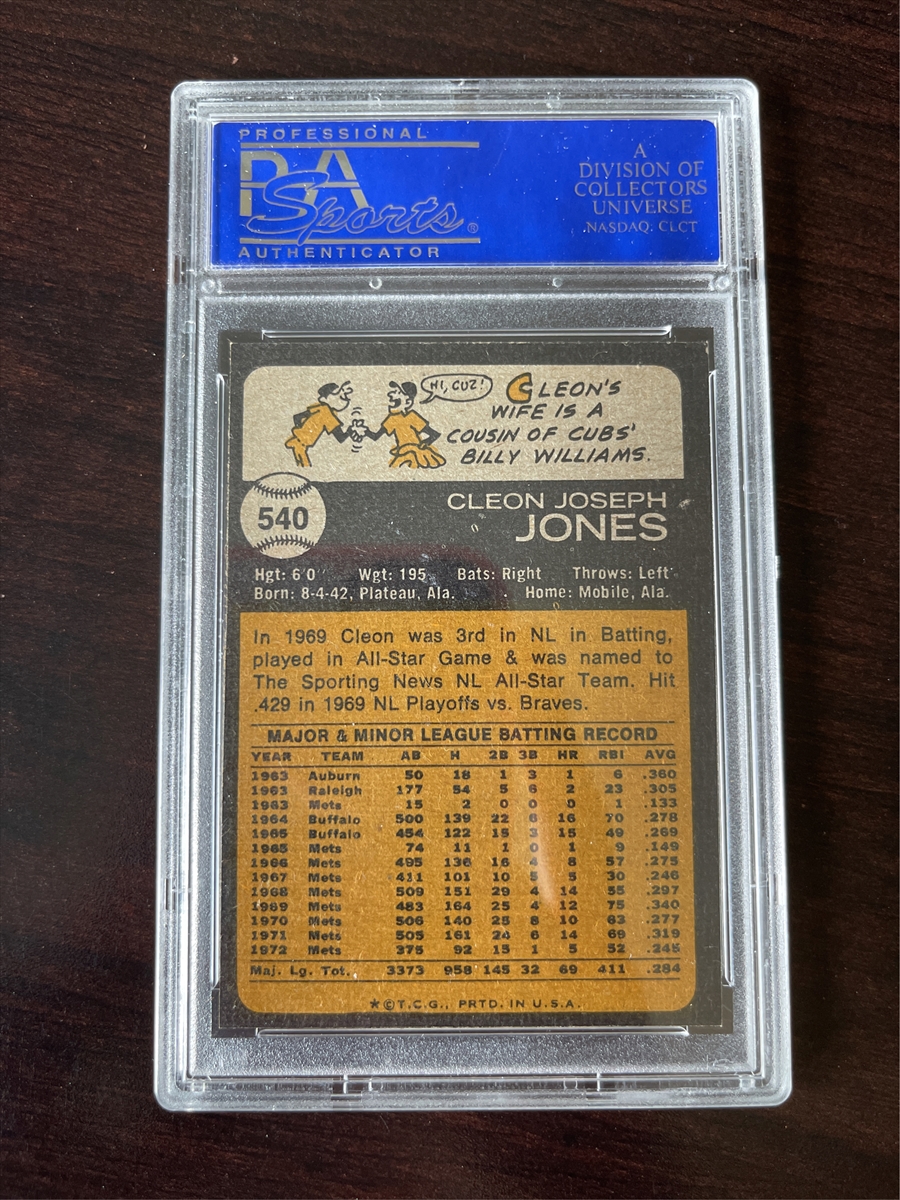 PROFESSIONAL
PSA
Sports®
AUTHENTICATOR
A
DIVISION OF
COLLECTORS
UNIVERSE
NASDAQ. CLCT
HI, CUZ!
CLEON'S
WIFE IS A
COUSIN OF CUBS'
BILLY WILLIAMS.
540
CLEON JOSEPH
JONES
Hgt: 6'0" Wgt: 195 Bats: Right Throws: Left
Born: 8-4-42, Plateau, Ala. Home: Mobile, Ala.
In 1969 Cleon was 3rd in NL in Batting,
played in All-Star Game & was named to
The Sporting News NL All-Star Team. Hit
.429 in 1969 NL Playoffs vs. Braves.
MAJOR & MINOR LEAGUE BATTING RECORD
YEAR TEAM AB H 2B 3B HR RBI AVG
1963 Auburn 50 18 1 3 1 6 .360
1963 Raleigh 177 54 5 6 2 23 .305
1963 Mets 15 2 0 0 0 1 .133
1964 Buffalo 500 139 22 6 16 70 .278
1965 Buffalo 454 122 15 3 15 49 .269
1965 Mets 74 11 1 0 1 9 .149
1966 Mets 495 136 16 4 8 57 .275
1967 Mets 411 101 10 5 5 30 .246
1968 Mets 509 151 29 4 14 55 .297
1969 Mets 483 164 25 4 12 75 .340
1970 Mets 506 140 25 8 10 63 .277
1971 Mets 505 161 24 6 14 69 .319
1972 Mets 375 92 15 1 5 52 .245
Maj. Lg. Tot. 3373 958 145 32 69 411 .284
★©T.C.G., PRTD. IN U.S.A.